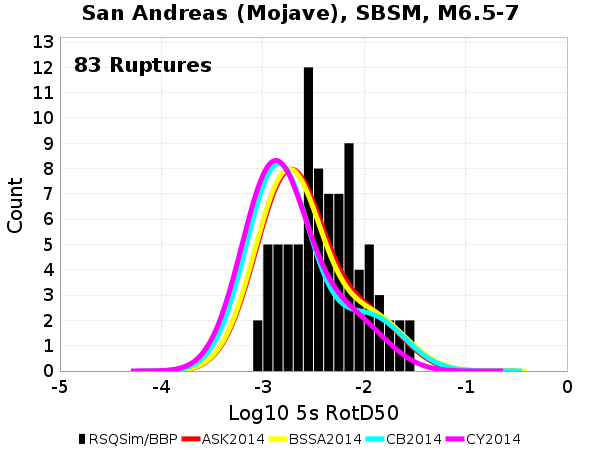 San Andreas (Mojave), SBSM, M6.5-7
83 Ruptures
13
12
11
10
9
8
7
6
5
4
3
2
1
0
Count
-5 -4 -3 -2 -1 0
Log10 5s RotD50
RSQSim/BBP ASK2014 BSSA2014 CB2014 CY2014